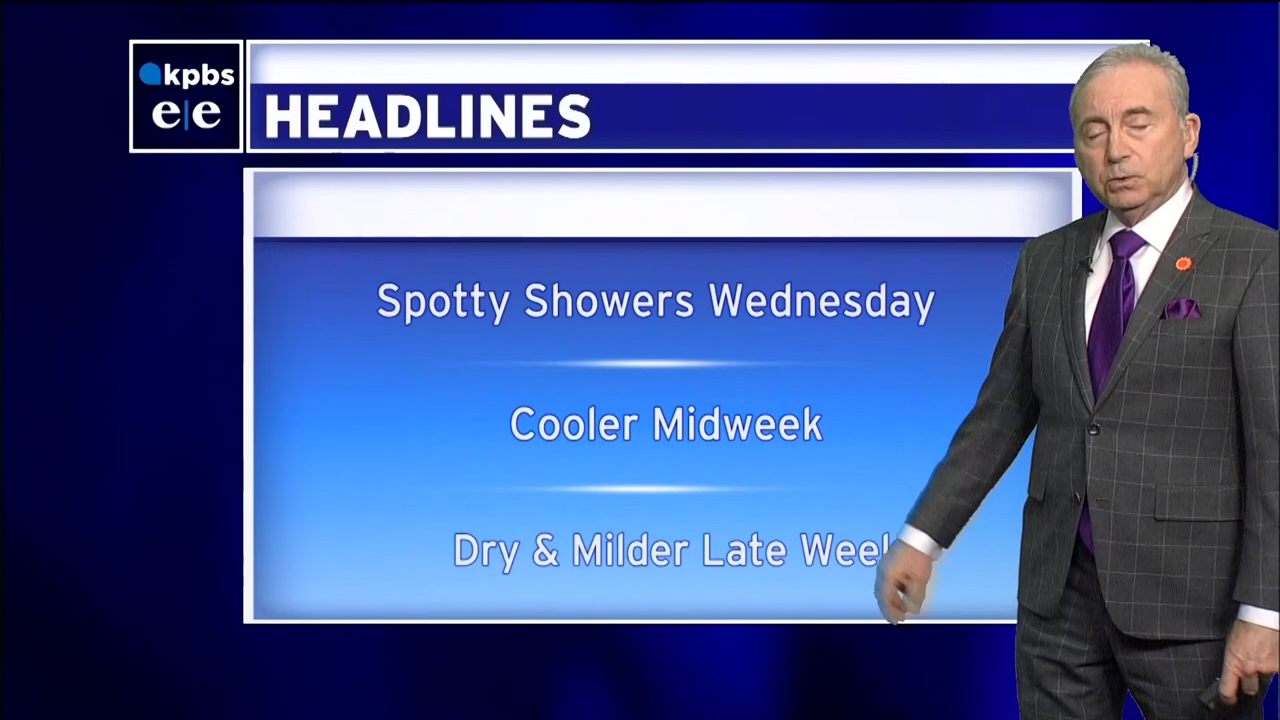 kpbs
e|e
HEADLINES
Spotty Showers Wednesday
Cooler Midweek
Dry & Milder Late